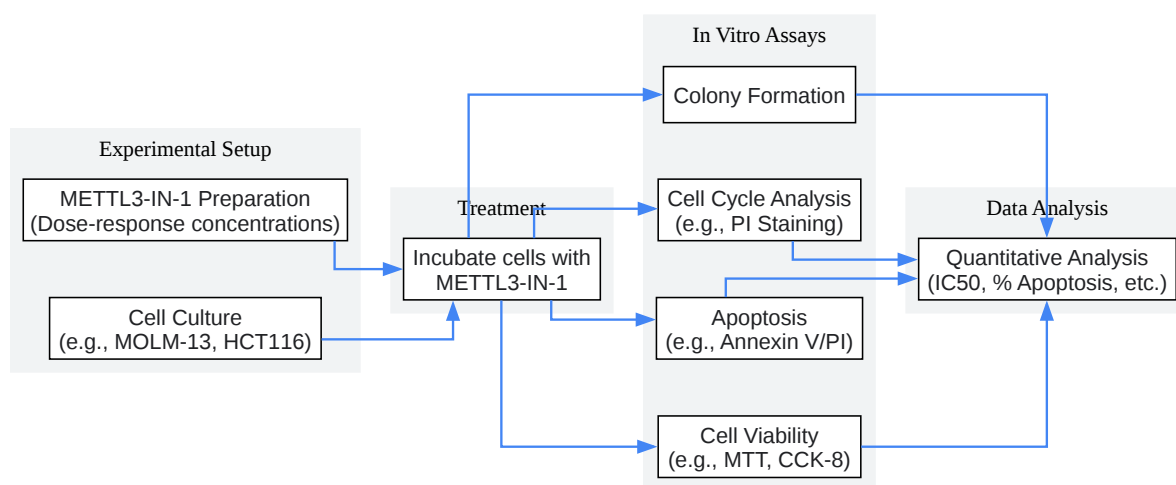 Experimental Setup
METTL3-IN-1 Preparation
(Dose-response concentrations)
Cell Culture
(e.g., MOLM-13, HCT116)
Treatment
Incubate cells with
METTL3-IN-1
In Vitro Assays
Colony Formation
Cell Cycle Analysis
(e.g., PI Staining)
Apoptosis
(e.g., Annexin V/PI)
Cell Viability
(e.g., MTT, CCK-8)
Data Analysis
Quantitative Analysis
(IC50, % Apoptosis, etc.)